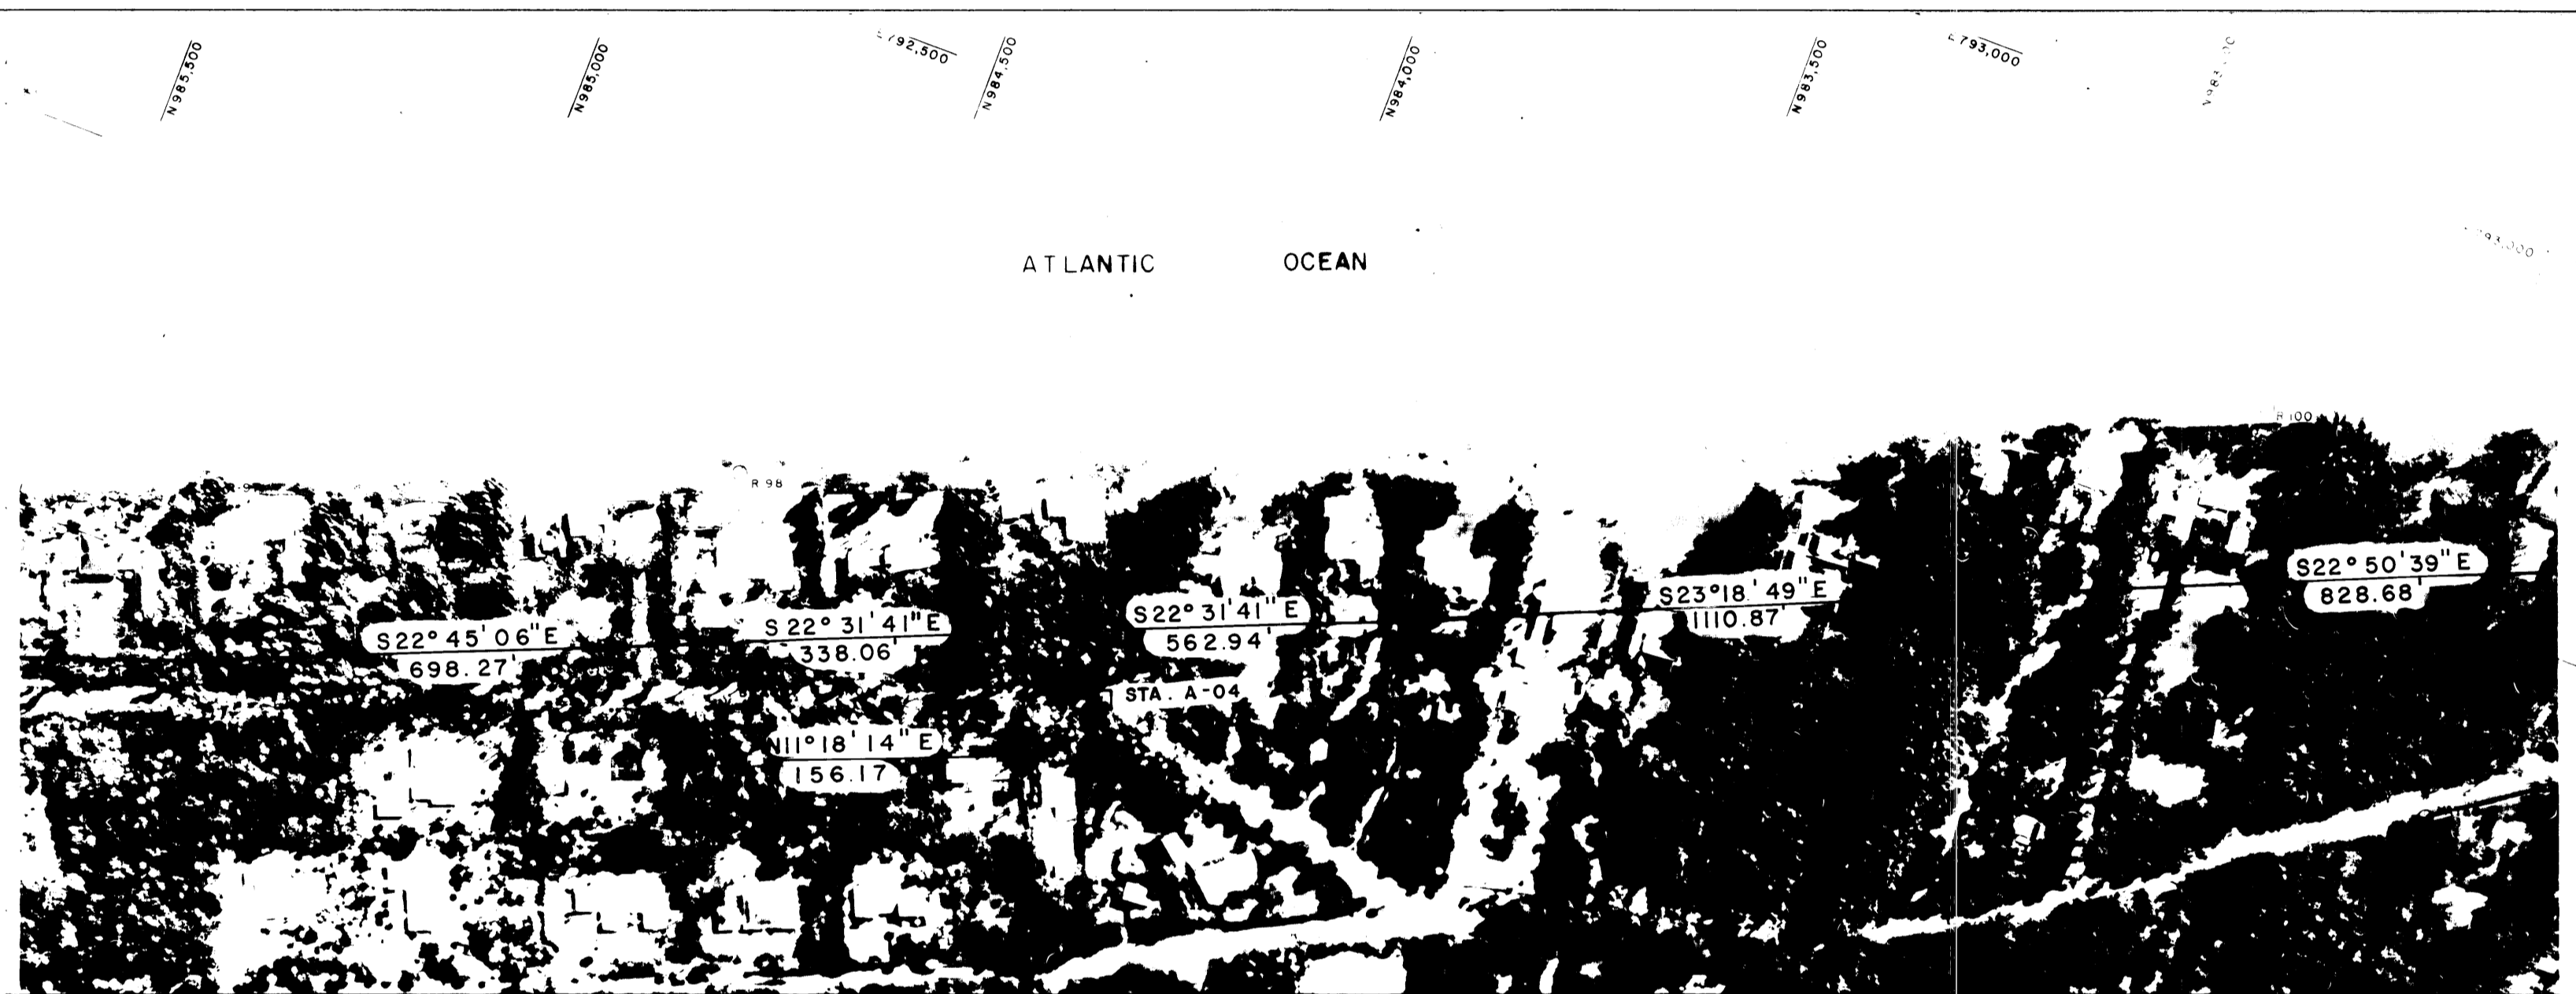 N985,500
N985,000
792,500
N984,500
N984,000
N983,500
793,000
ATLANTIC OCEAN
R 98
R 100
S22°45'06"E
698.27'
S22°31'41"E
338.06'
S22°31'41"E
562.94'
S23°18'49"E
1110.87'
S22°50'39"E
828.68'
STA. A-04
N11°18'14"E
156.17